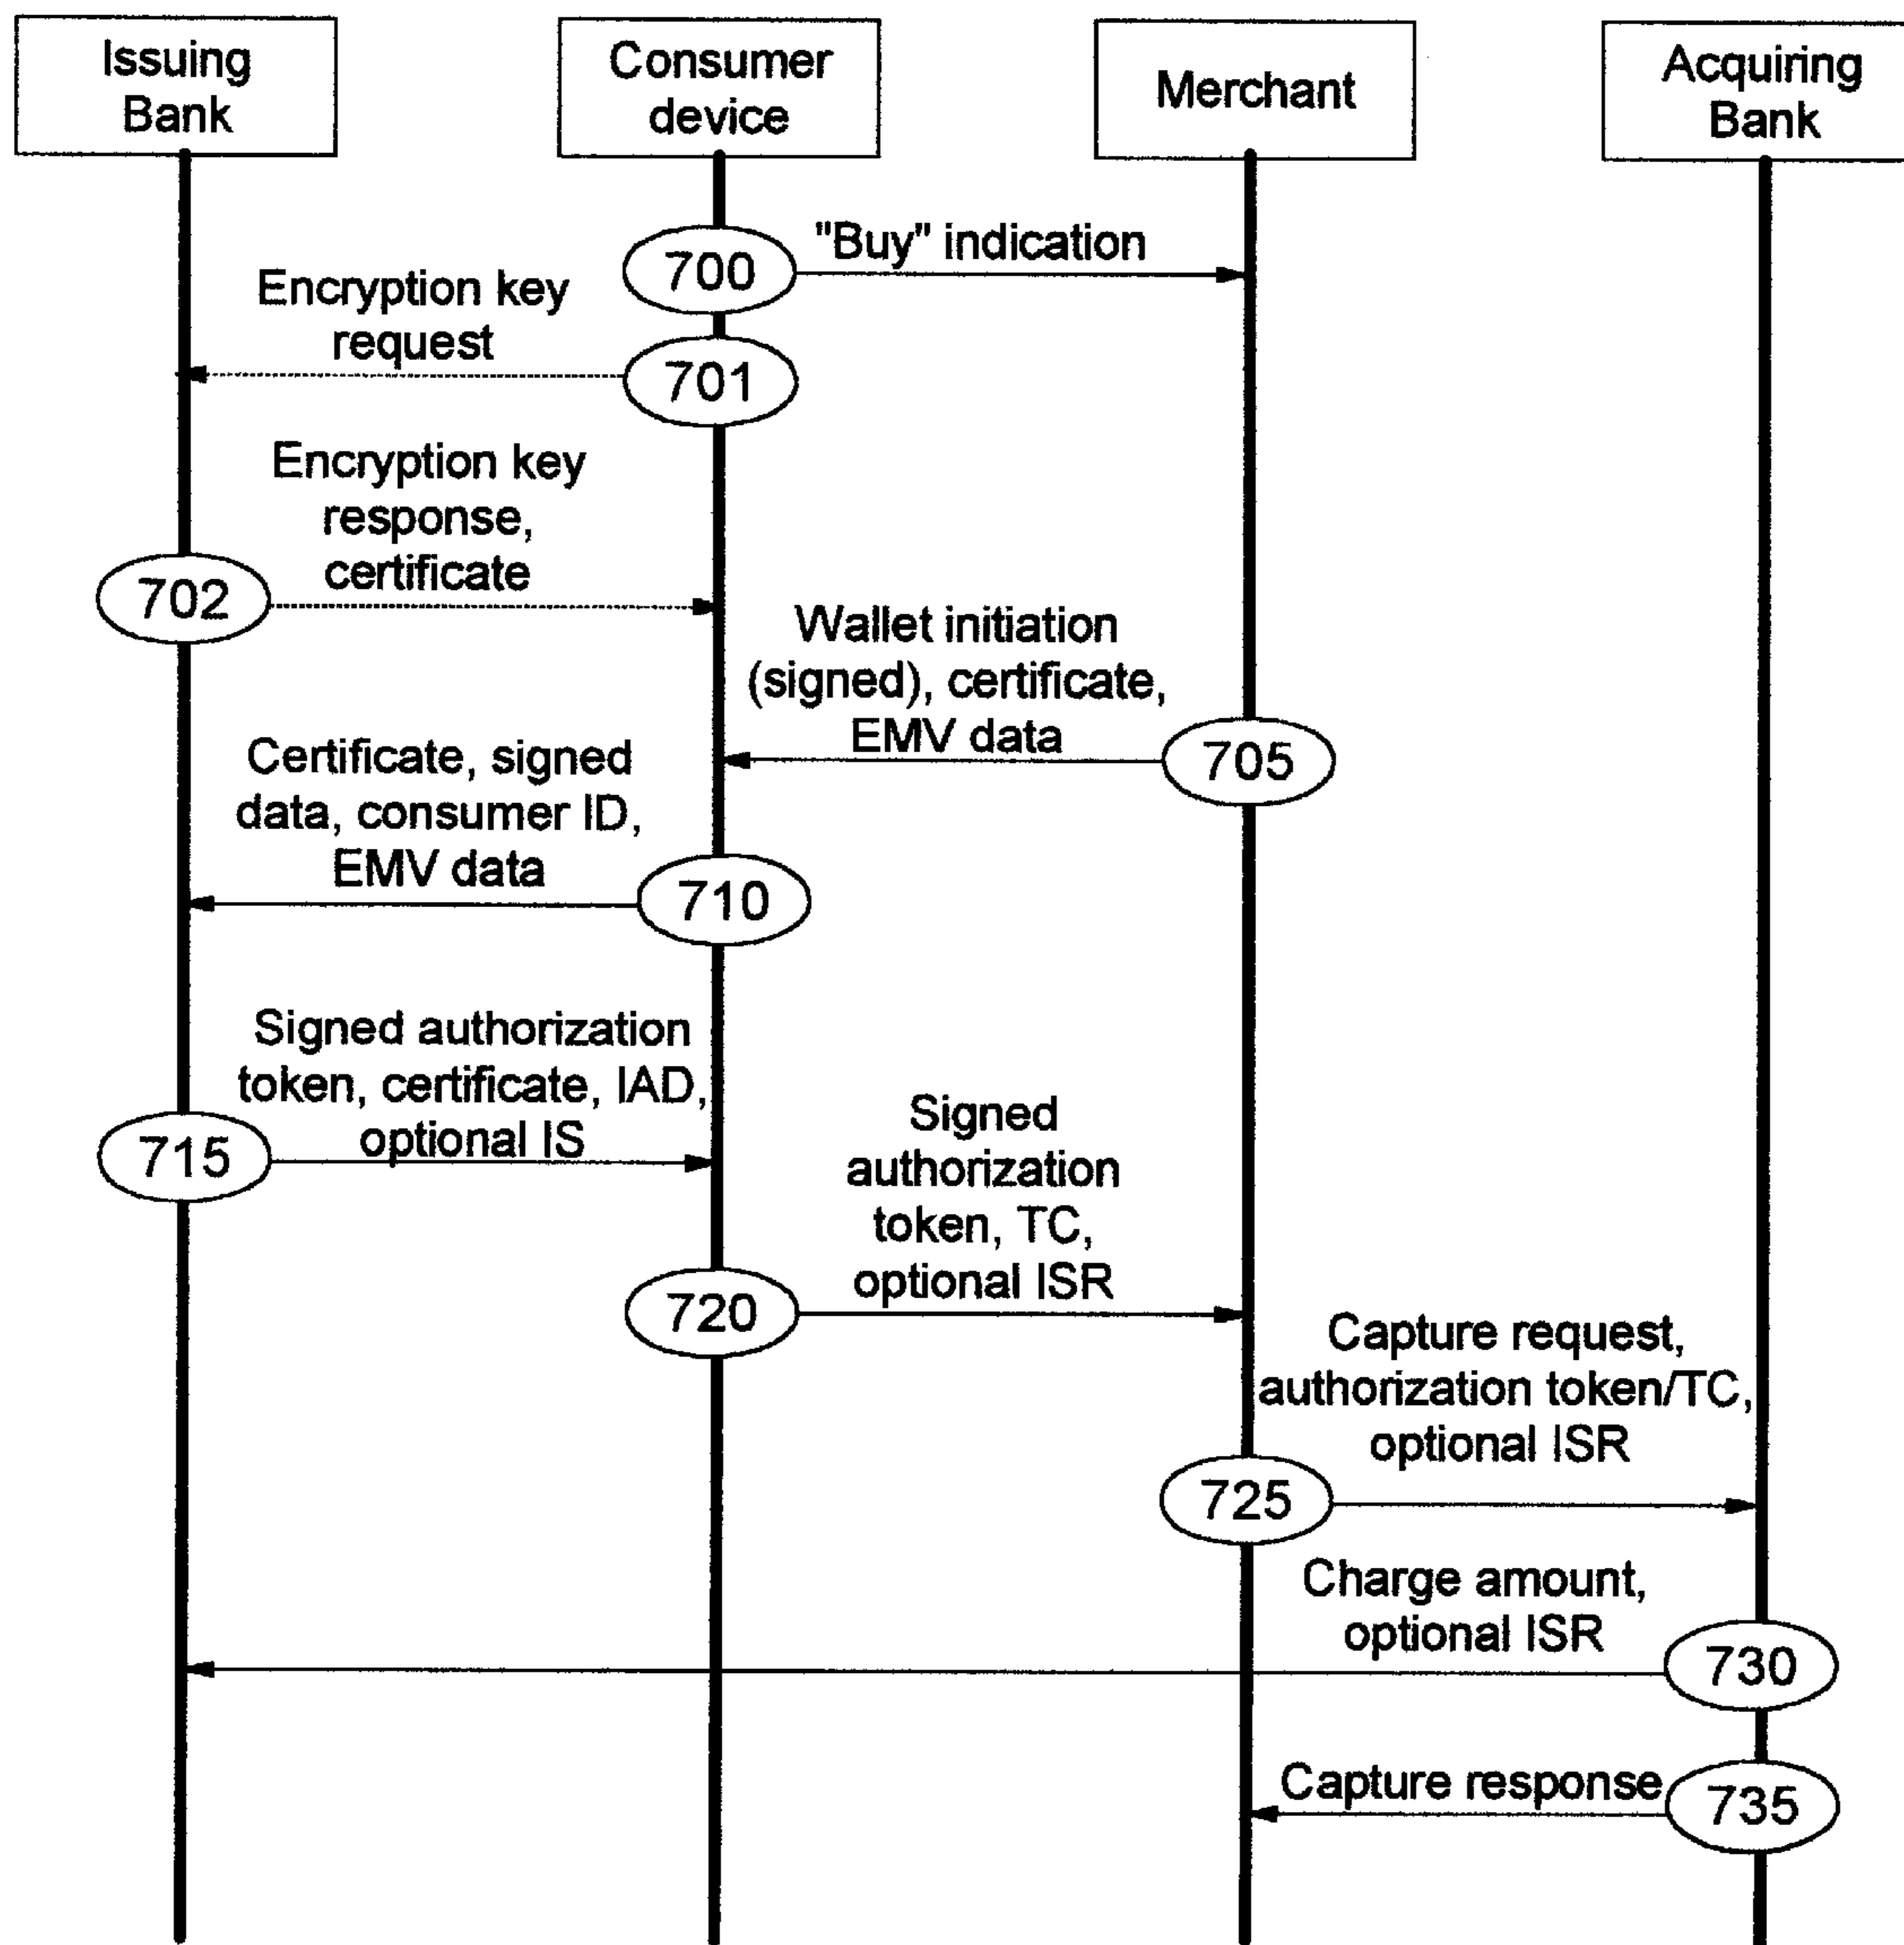 Issuing
Bank
Consumer
device
Merchant
Acquiring
Bank
700
"Buy" indication
Encryption key
request
701
Encryption key
response,
certificate
702
Wallet initiation
(signed), certificate,
EMV data
705
Certificate, signed
data, consumer ID,
EMV data
710
Signed authorization
token, certificate, IAD,
optional IS
715
Signed
authorization
token, TC,
optional ISR
720
Capture request,
authorization token/TC,
optional ISR
725
Charge amount,
optional ISR
730
Capture response
735